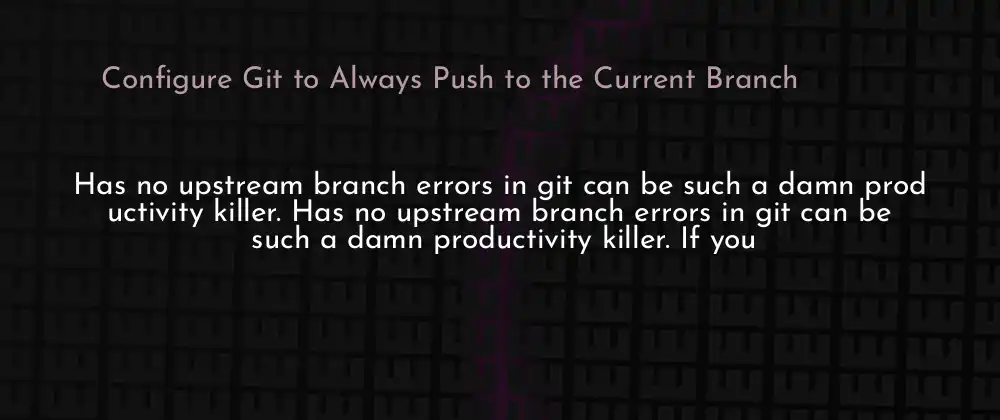 Configure Git to Always Push to the Current Branch
Has no upstream branch errors in git can be such a damn prod
uctivity killer. Has no upstream branch errors in git can be
such a damn productivity killer. If you